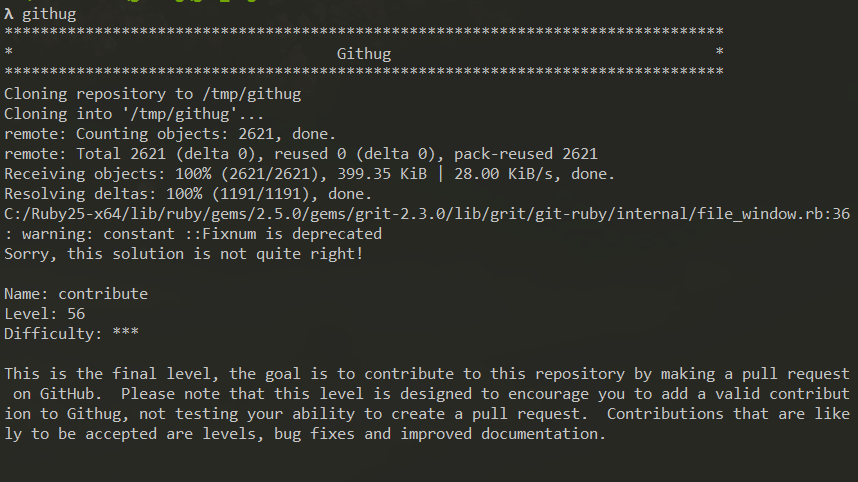 λ githug
********************************************************************************
*                                    Githug                                    *
********************************************************************************
Cloning repository to /tmp/githug
Cloning into '/tmp/githug'...
remote: Counting objects: 2621, done.
remote: Total 2621 (delta 0), reused 0 (delta 0), pack-reused 2621
Receiving objects: 100% (2621/2621), 399.35 KiB | 28.00 KiB/s, done.
Resolving deltas: 100% (1191/1191), done.
C:/Ruby25-x64/lib/ruby/gems/2.5.0/gems/grit-2.3.0/lib/grit/git-ruby/internal/file_window.rb:36
: warning: constant ::Fixnum is deprecated
Sorry, this solution is not quite right!

Name: contribute
Level: 56
Difficulty: ***

This is the final level, the goal is to contribute to this repository by making a pull request
 on GitHub.  Please note that this level is designed to encourage you to add a valid contribut
ion to Githug, not testing your ability to create a pull request.  Contributions that are like
ly to be accepted are levels, bug fixes and improved documentation.